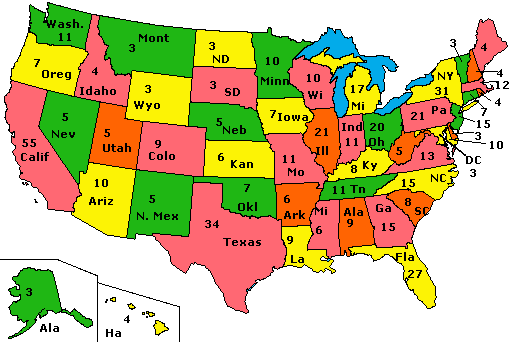 Wash.
11
7
Oreg
55
Calif
4
Idaho
5
Nev
Mont
3
3
Wyo
5
Utah
9
Colo
10
Ariz
5
N. Mex
3
ND
3 SD
5
Neb
6
Kan
7
Okl
34
Texas
10
Minn
7 Iowa
11
Mo
6
Ark
9
La
10
Wi
21
Ill
17
Mi
Ind
11
20
Oh
8 Ky
11 Tn
Mi
6
Ala
9
Ga
15
Fla
27
8
SC
15
NC
13
5
21 Pa
NY
31
3
4
4
12
4
7
15
3
10
DC
3
3
Ala
4
Ha